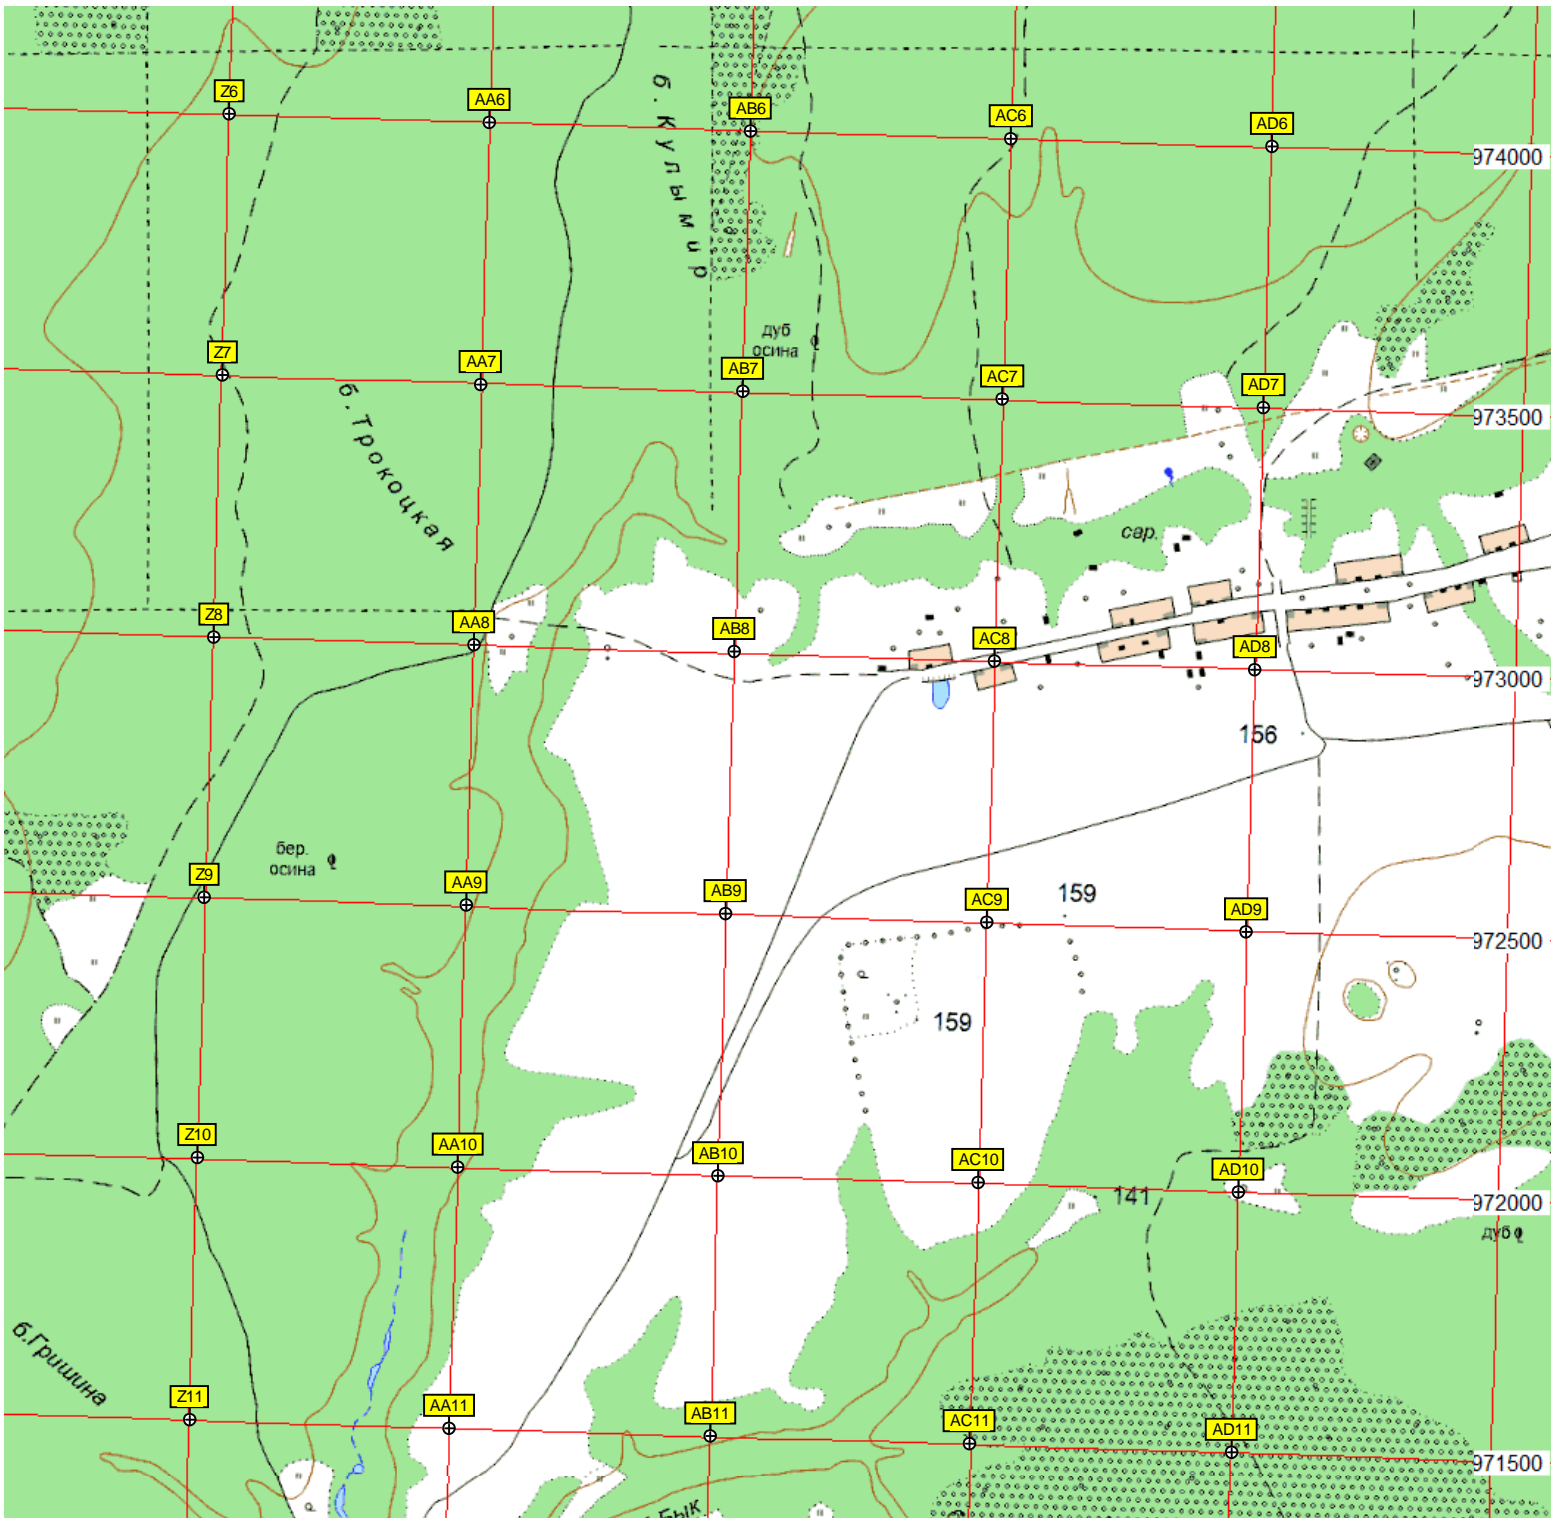 Z6
AA6
AB6
AC6
AD6
974000
б. Кулымир
дуб
осина
Z7
AA7
AB7
AC7
AD7
973500
б. Трокоцкая
сар.
Z8
AA8
AB8
AC8
AD8
973000
156
бер.
осина
Z9
AA9
AB9
AC9
AD9
159
972500
159
Z10
AA10
AB10
AC10
AD10
141
972000
дуб
б.Гришина
Z11
AA11
AB11
AC11
AD11
971500
Бык